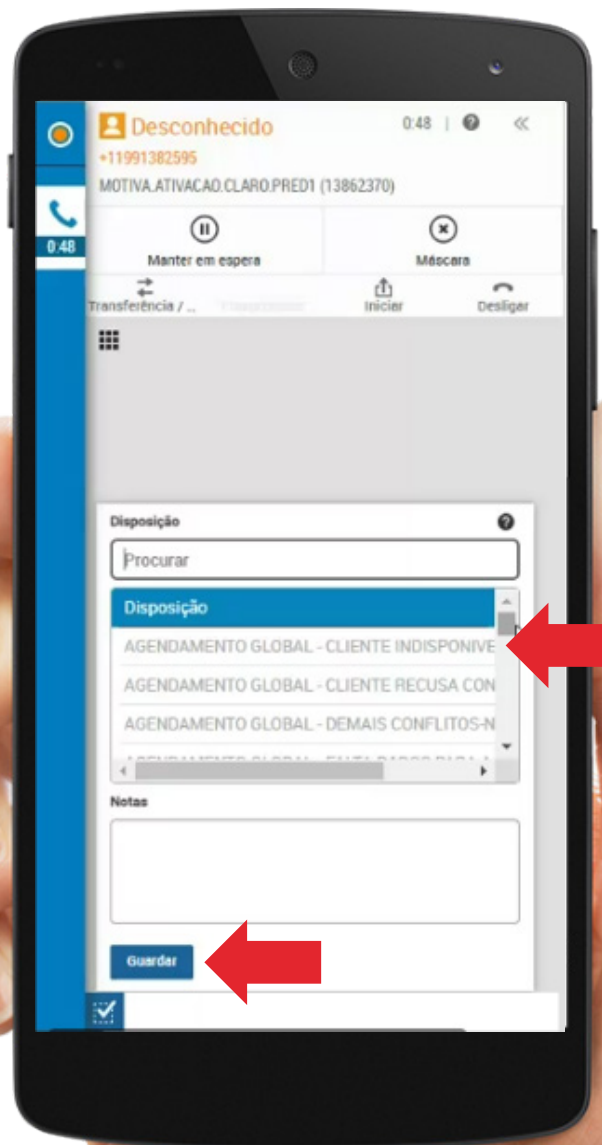 Desconhecido
0:48
+11991382595
MOTIVA.ATIVACAO.CLARO.PRED1 (13862370)
0:48
Manter em espera
Máscara
Transferência / ...
Iniciar
Desligar
Disposição
Procurar
Disposição
AGENDAMENTO GLOBAL - CLIENTE INDISPONIVE
AGENDAMENTO GLOBAL - CLIENTE RECUSA CON
AGENDAMENTO GLOBAL - DEMAIS CONFLITOS-N
Notas
Guardar